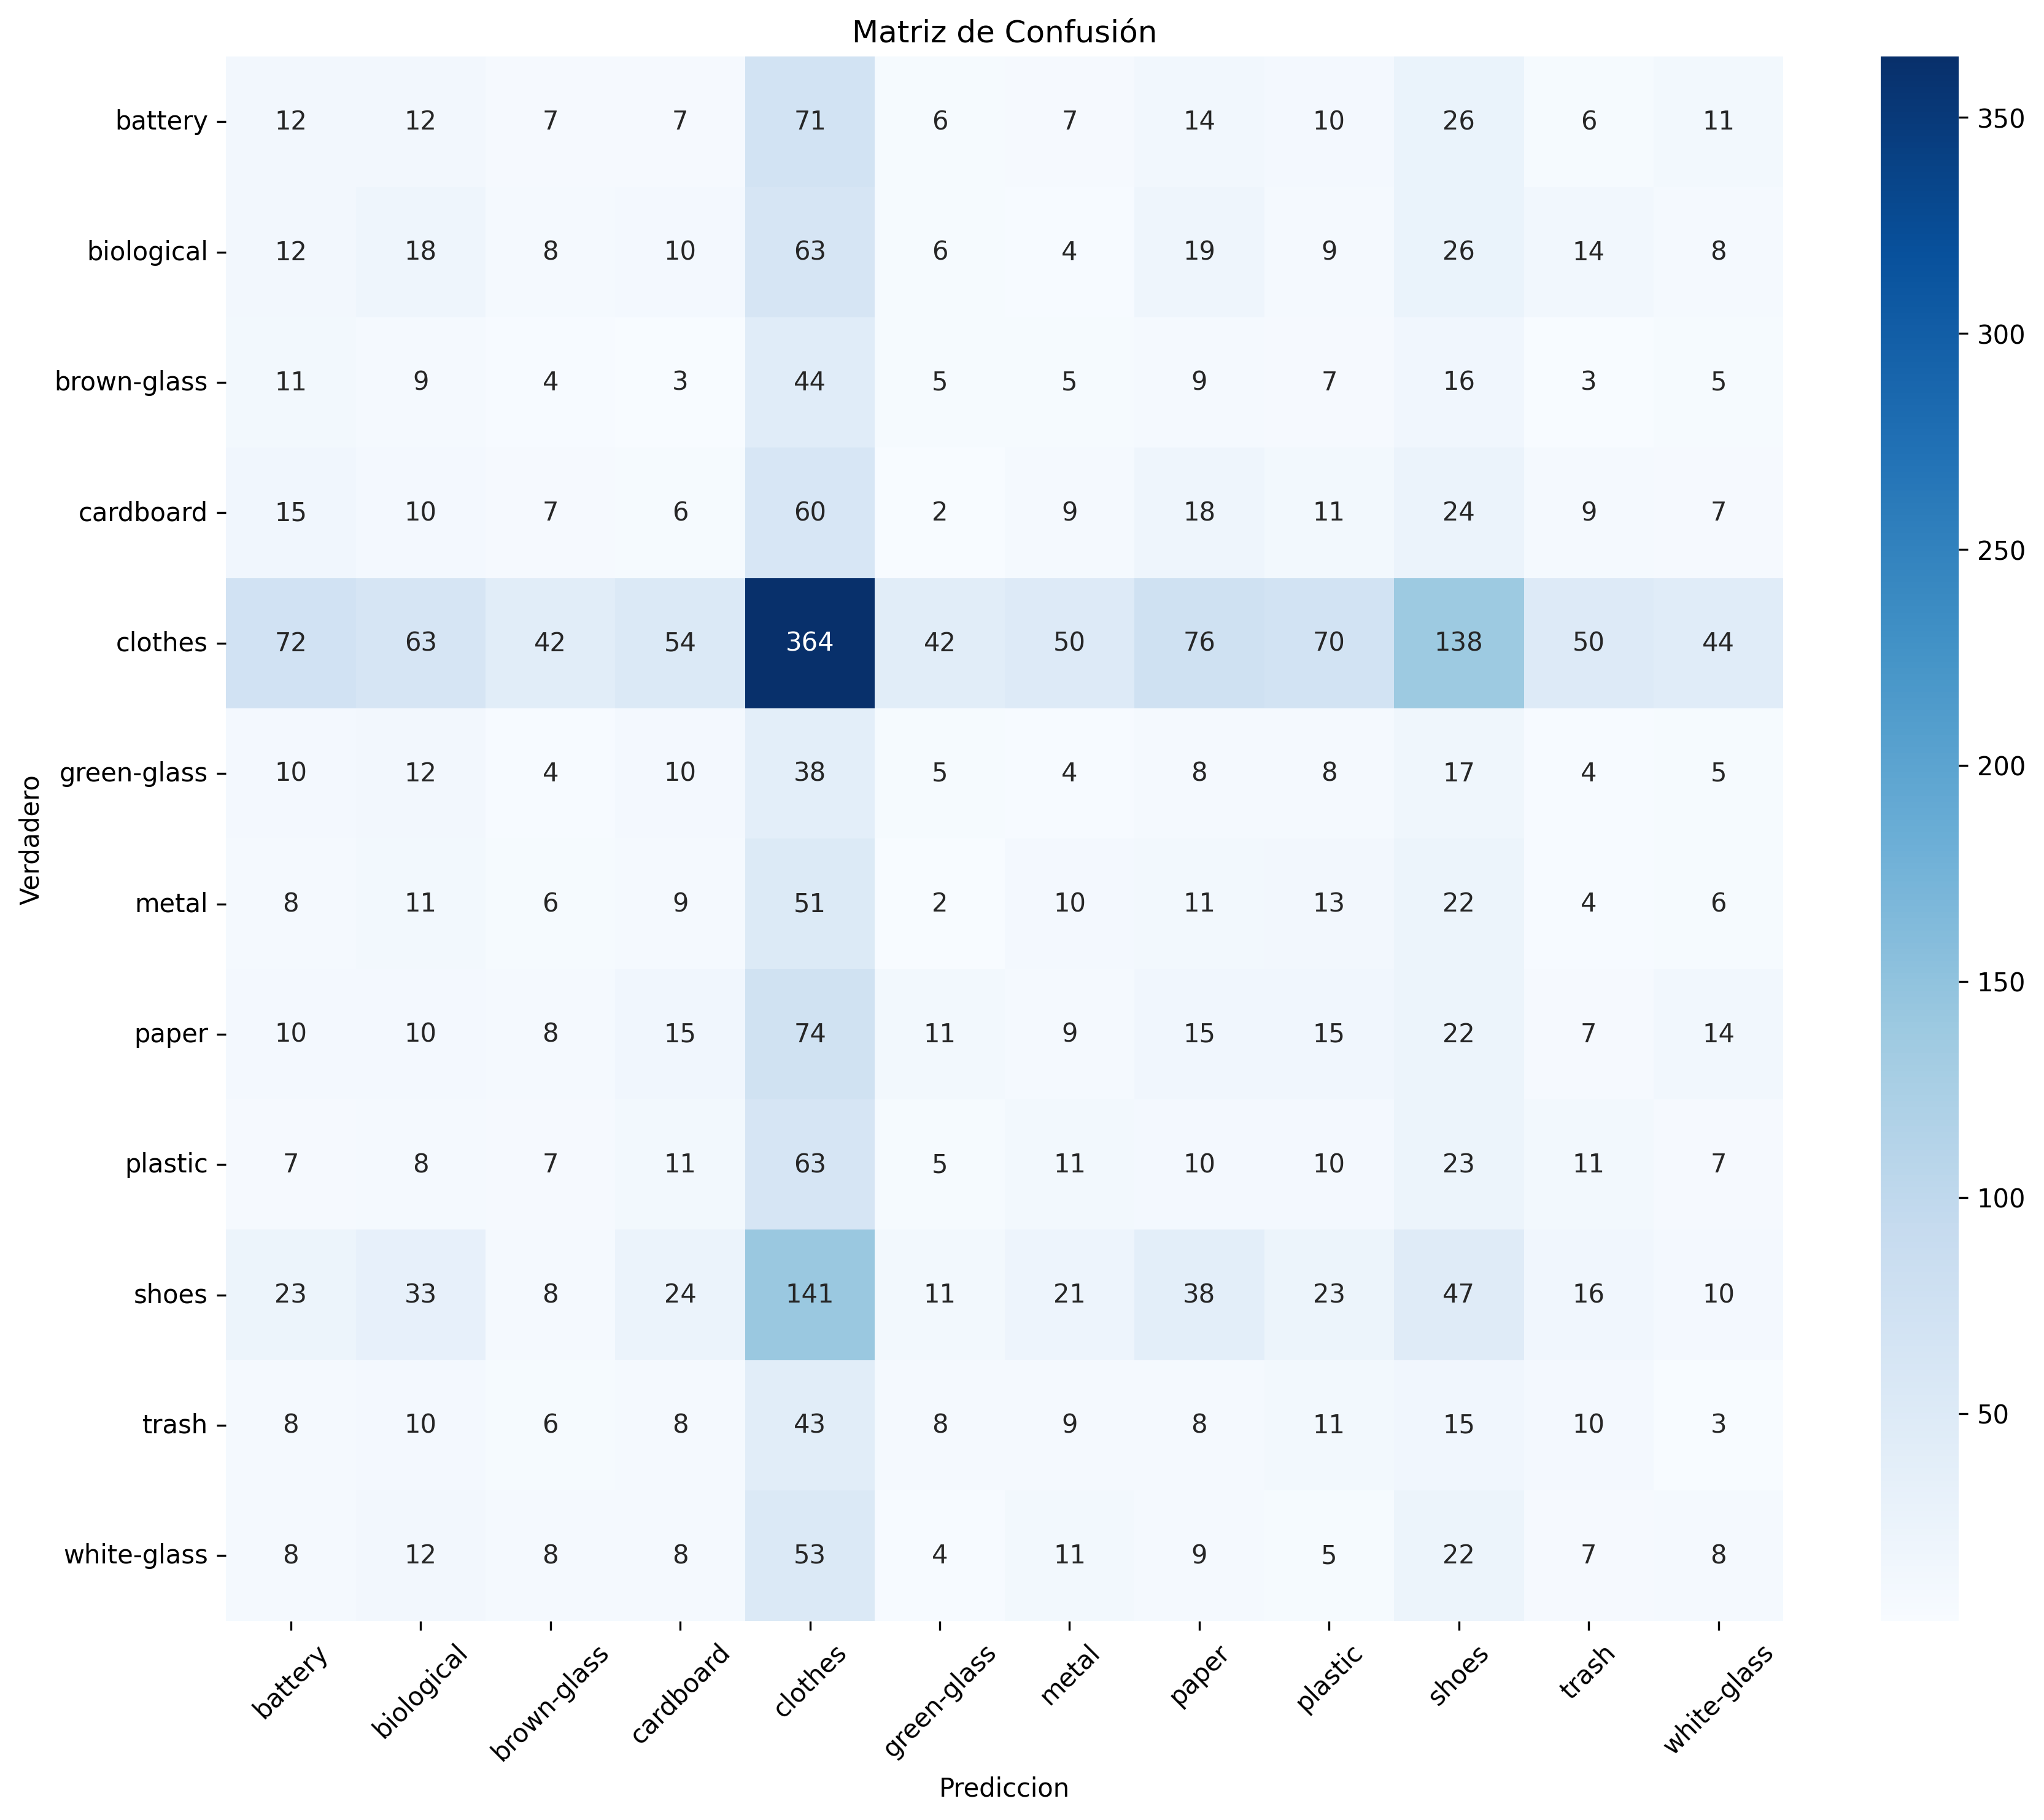 Matriz de Confusión
battery 12 12 7 7 71 6 7 14 10 26 6 11
biological 12 18 8 10 63 6 4 19 9 26 14 8
brown-glass 11 9 4 3 44 5 5 9 7 16 3 5
cardboard 15 10 7 6 60 2 9 18 11 24 9 7
clothes 72 63 42 54 364 42 50 76 70 138 50 44
green-glass 10 12 4 10 38 5 4 8 8 17 4 5
metal 8 11 6 9 51 2 10 11 13 22 4 6
paper 10 10 8 15 74 11 9 15 15 22 7 14
plastic 7 8 7 11 63 5 11 10 10 23 11 7
shoes 23 33 8 24 141 11 21 38 23 47 16 10
trash 8 10 6 8 43 8 9 8 11 15 10 3
white-glass 8 12 8 8 53 4 11 9 5 22 7 8
battery biological brown-glass cardboard clothes green-glass metal paper plastic shoes trash white-glass
Prediccion
Verdadero
350
300
250
200
150
100
50